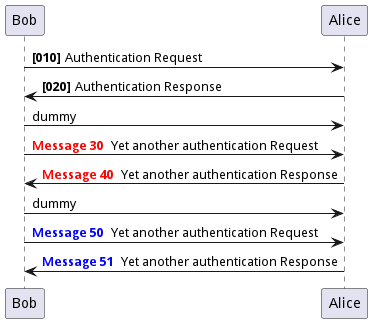 Bob Alice
[010] Authentication Request
[020] Authentication Response
dummy
Message 30 Yet another authentication Request
Message 40 Yet another authentication Response
dummy
Message 50 Yet another authentication Request
Message 51 Yet another authentication Response
Bob Alice